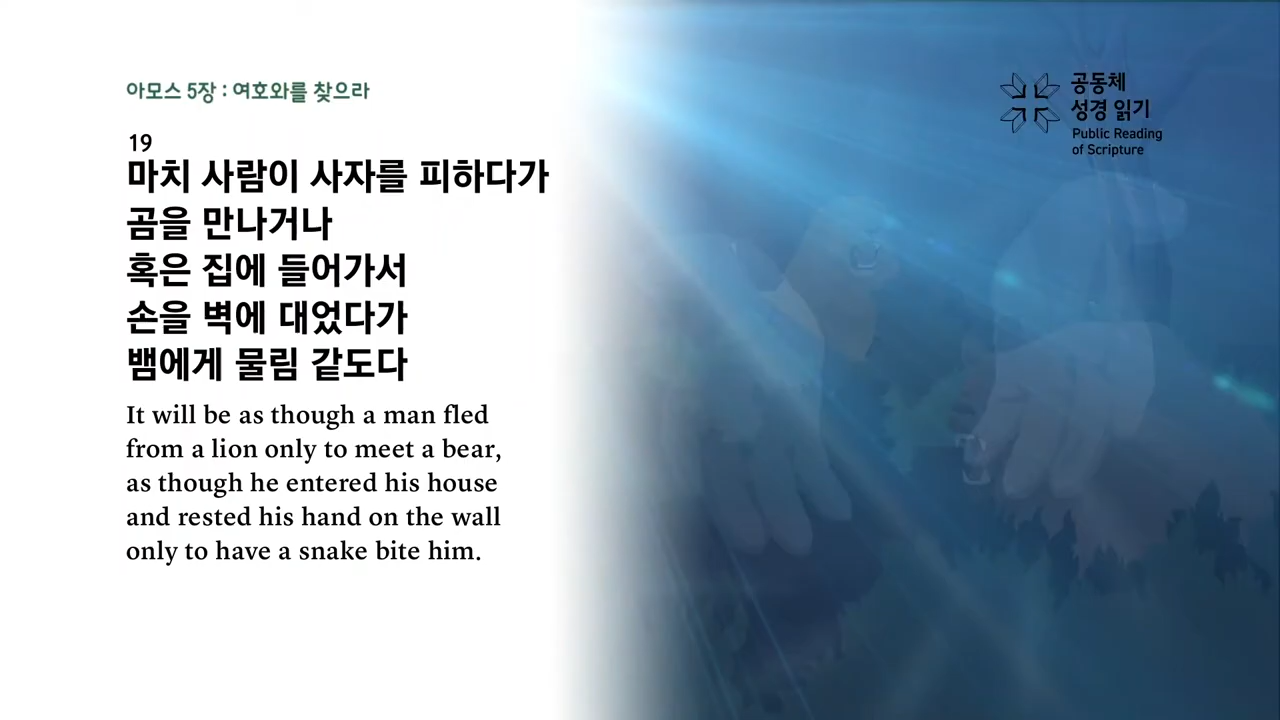 아모스 5장 : 여호와를 찾으라
19
마치 사람이 사자를 피하다가
곰을 만나거나
혹은 집에 들어가서
손을 벽에 대었다가
뱀에게 물림 같도다
It will be as though a man fled
from a lion only to meet a bear,
as though he entered his house
and rested his hand on the wall
only to have a snake bite him.
공동체
성경 읽기
Public Reading
of Scripture